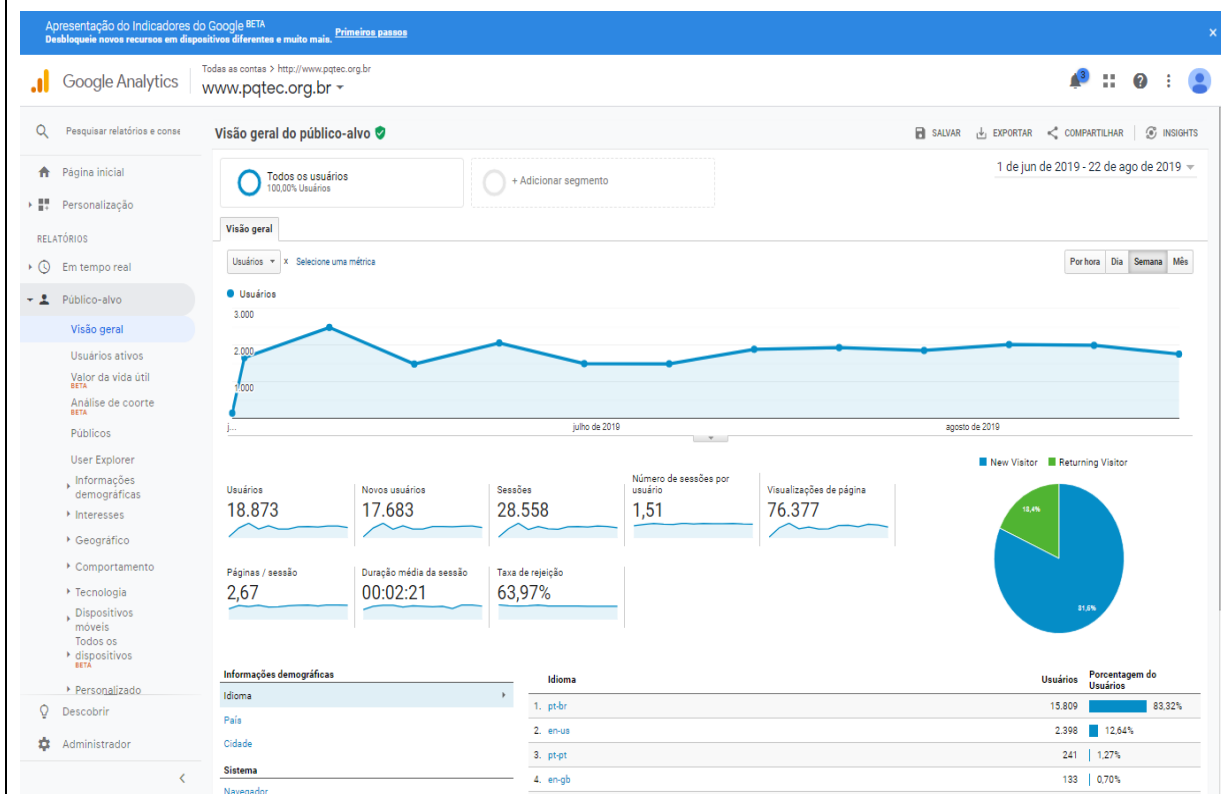 Apresentação do Indicadores do Google BETA
Desbloqueie novos recursos em dispositivos diferentes e muito mais. Primeiros passos
x
Google Analytics
Todas as contas > http://www.pqtec.org.br
www.pqtec.org.br
3
Pesquisar relatórios e conse
Página inicial
Personalização
RELATÓRIOS
Em tempo real
Público-alvo
Visão geral
Usuários ativos
Valor da vida útil
BETA
Análise de coorte
BETA
Públicos
User Explorer
Informações
demográficas
Interesses
Geográfico
Comportamento
Tecnologia
Dispositivos
móveis
Todos os
dispositivos
BETA
Personalizado
Descobrir
Administrador
Visão geral do público-alvo
SALVAR EXPORTAR COMPARTILHAR INSIGHTS
Todos os usuários
100,00% Usuários
+ Adicionar segmento
1 de jun de 2019 - 22 de ago de 2019
Visão geral
Usuários x Selecione uma métrica
Por hora Dia Semana Mês
Usuários
3.000
2.000
1.000
j... julho de 2019 agosto de 2019
New Visitor Returning Visitor
Usuários
18.873
Novos usuários
17.683
Sessões
28.558
Número de sessões por
usuário
1,51
Visualizações de página
76.377
Páginas / sessão
2,67
Duração média da sessão
00:02:21
Taxa de rejeição
63,97%
18,4%
81,6%
Informações demográficas
Idioma
País
Cidade
Sistema
Navegador
Idioma Usuários Porcentagem do
Usuários
1. pt-br 15.809 83,32%
2. en-us 2.398 12,64%
3. pt-pt 241 1,27%
4. en-gb 133 0,70%